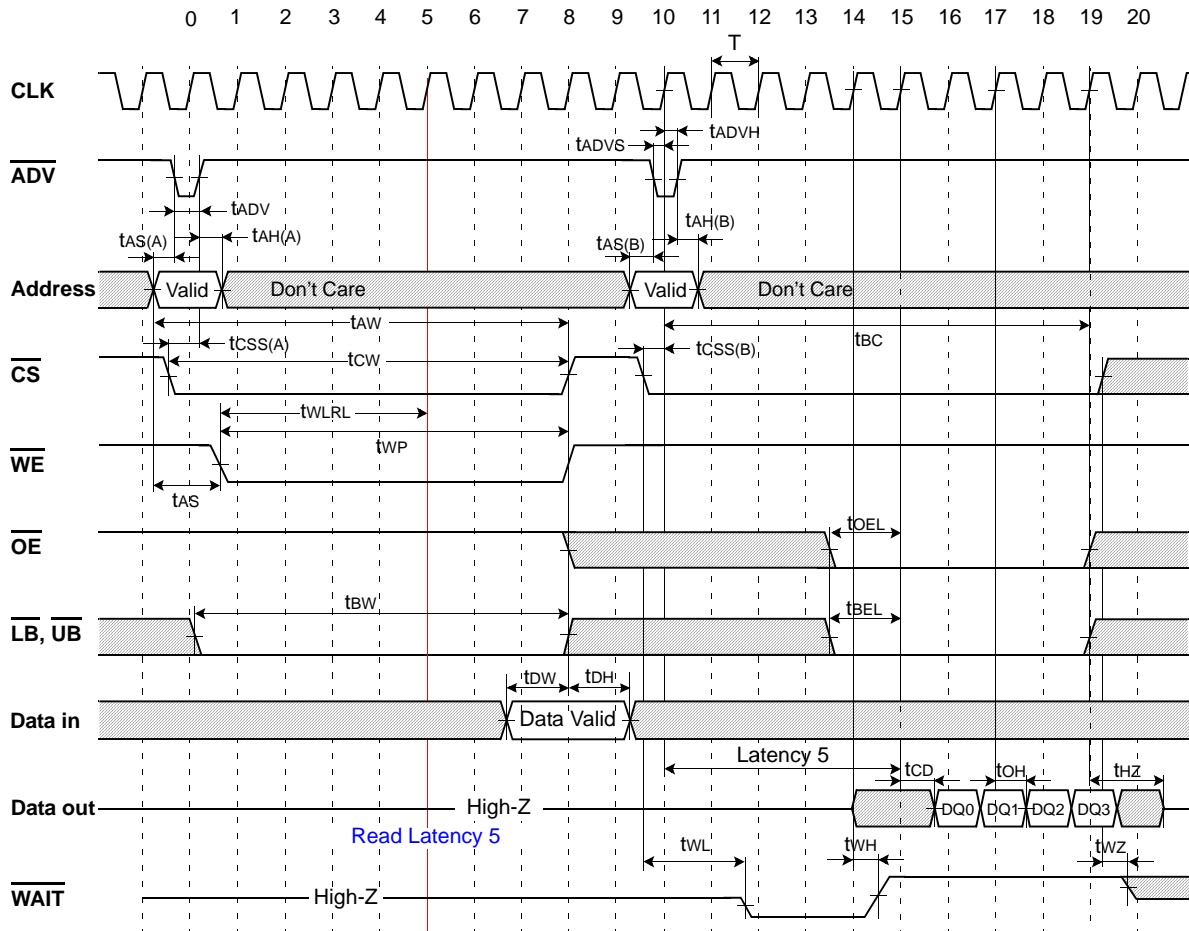 0 1 2 3 4 5 6 7 8 9 10 11 12 13 14 15 16 17 18 19 20
T
CLK
tADVH
tADVS
ADV
tADV
tAH(B)
tAS(A) tAH(A) tAS(B)
Address Valid Don't Care Valid Don't Care
tAW
tBC
tCSS(A) tCSS(B)
tCW
CS
tWLRL
tWP
WE
tAS
tOEL
OE
tBW tBEL
LB, UB
tDW tDH
Data in Data Valid
Latency 5
tCD tOH tHZ
Data out High-Z DQ0 DQ1 DQ2 DQ3
Read Latency 5
tWL tWH tWZ
WAIT High-Z